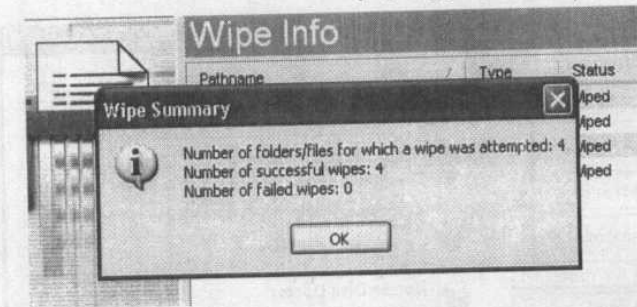 Wipe Info
Pathname / Type Status
Wipe Summary
Number of folders/files for which a wipe was attempted: 4
Number of successful wipes: 4
Number of failed wipes: 0
OK